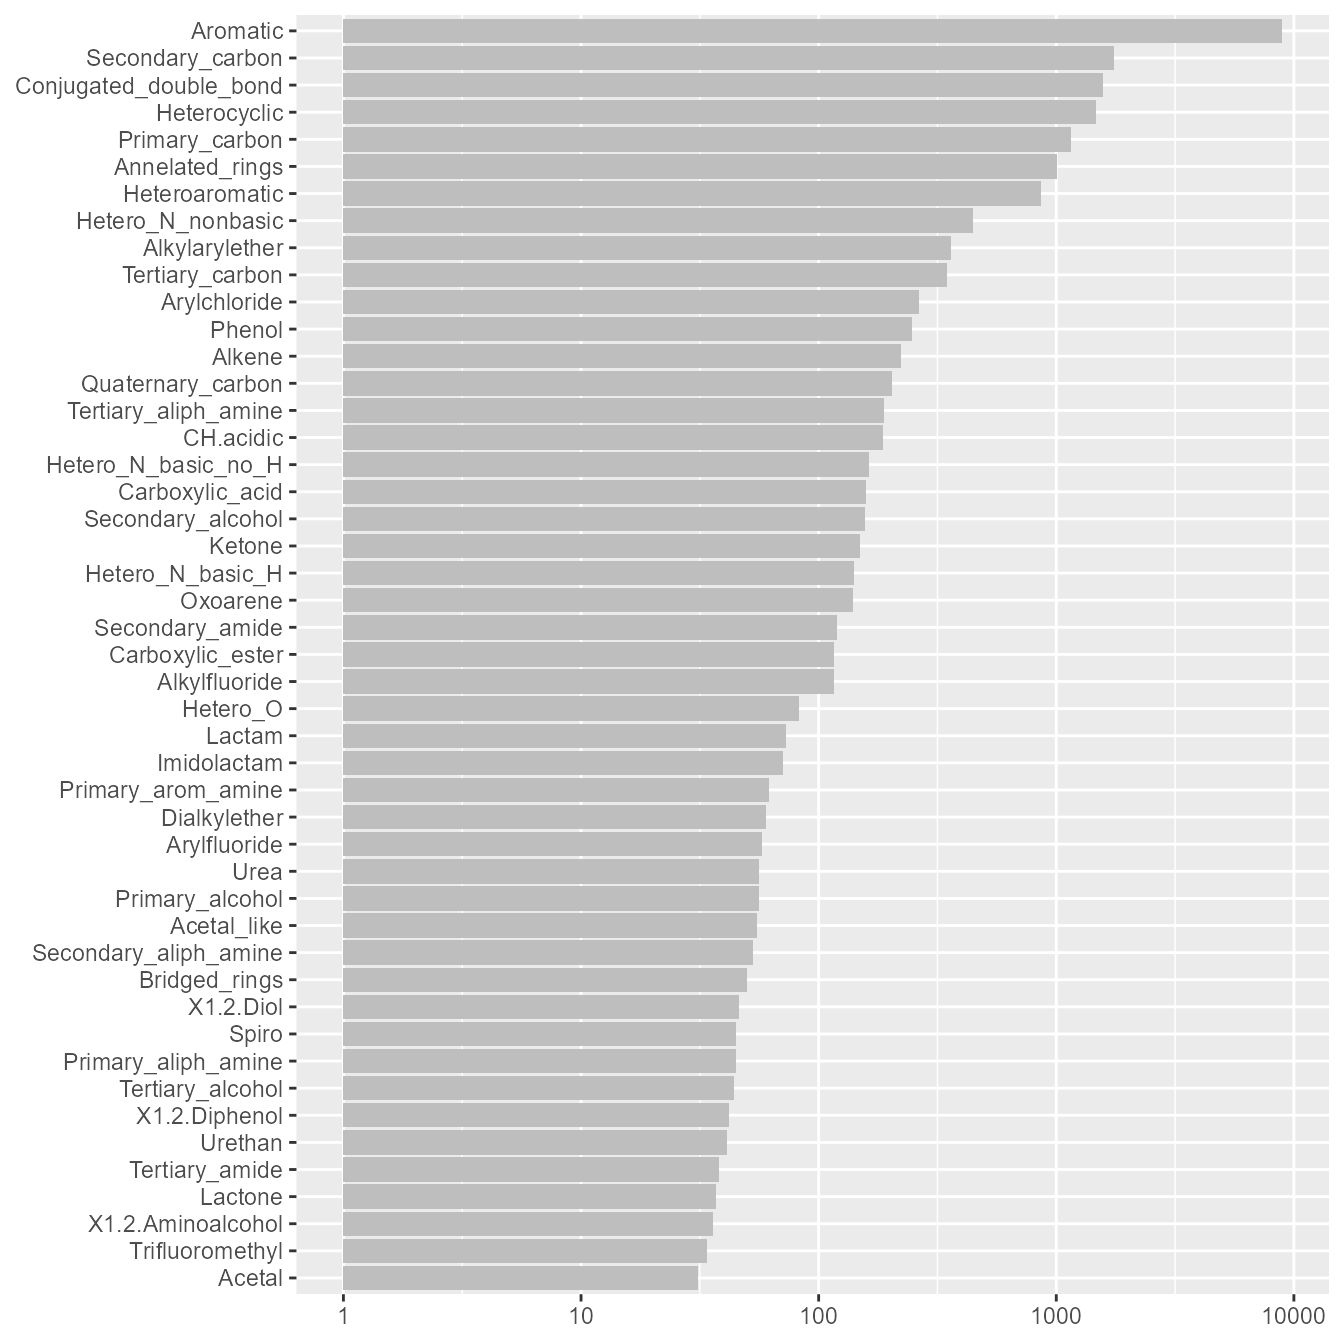 Aromatic
Secondary_carbon
Conjugated_double_bond
Heterocyclic
Primary_carbon
Annelated_rings
Heteroaromatic
Hetero_N_nonbasic
Alkylarylether
Tertiary_carbon
Arylchloride
Phenol
Alkene
Quaternary_carbon
Tertiary_aliph_amine
CH.acidic
Hetero_N_basic_no_H
Carboxylic_acid
Secondary_alcohol
Ketone
Hetero_N_basic_H
Oxoarene
Secondary_amide
Carboxylic_ester
Alkylfluoride
Hetero_O
Lactam
Imidolactam
Primary_arom_amine
Dialkylether
Arylfluoride
Urea
Primary_alcohol
Acetal_like
Secondary_aliph_amine
Bridged_rings
X1.2.Diol
Spiro
Primary_aliph_amine
Tertiary_alcohol
X1.2.Diphenol
Urethan
Tertiary_amide
Lactone
X1.2.Aminoalcohol
Trifluoromethyl
Acetal
1 10 100 1000 10000